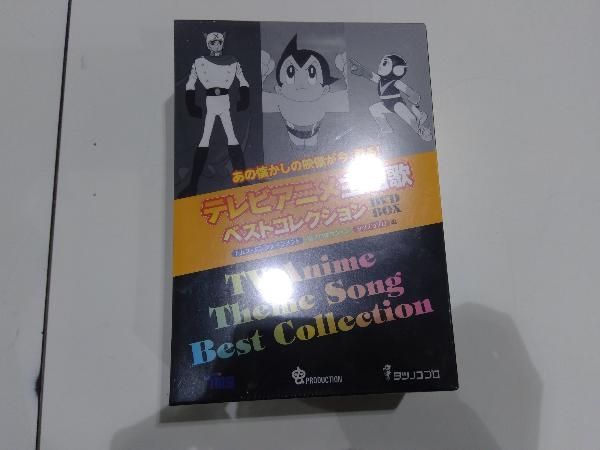 あの懐かしの映像が今
テレビアニメ主題歌
ベストコレクション
DVD
BOX
TV Anime
Theme Song
Best Collection
TMS
PRODUCTION
タツノコプロ